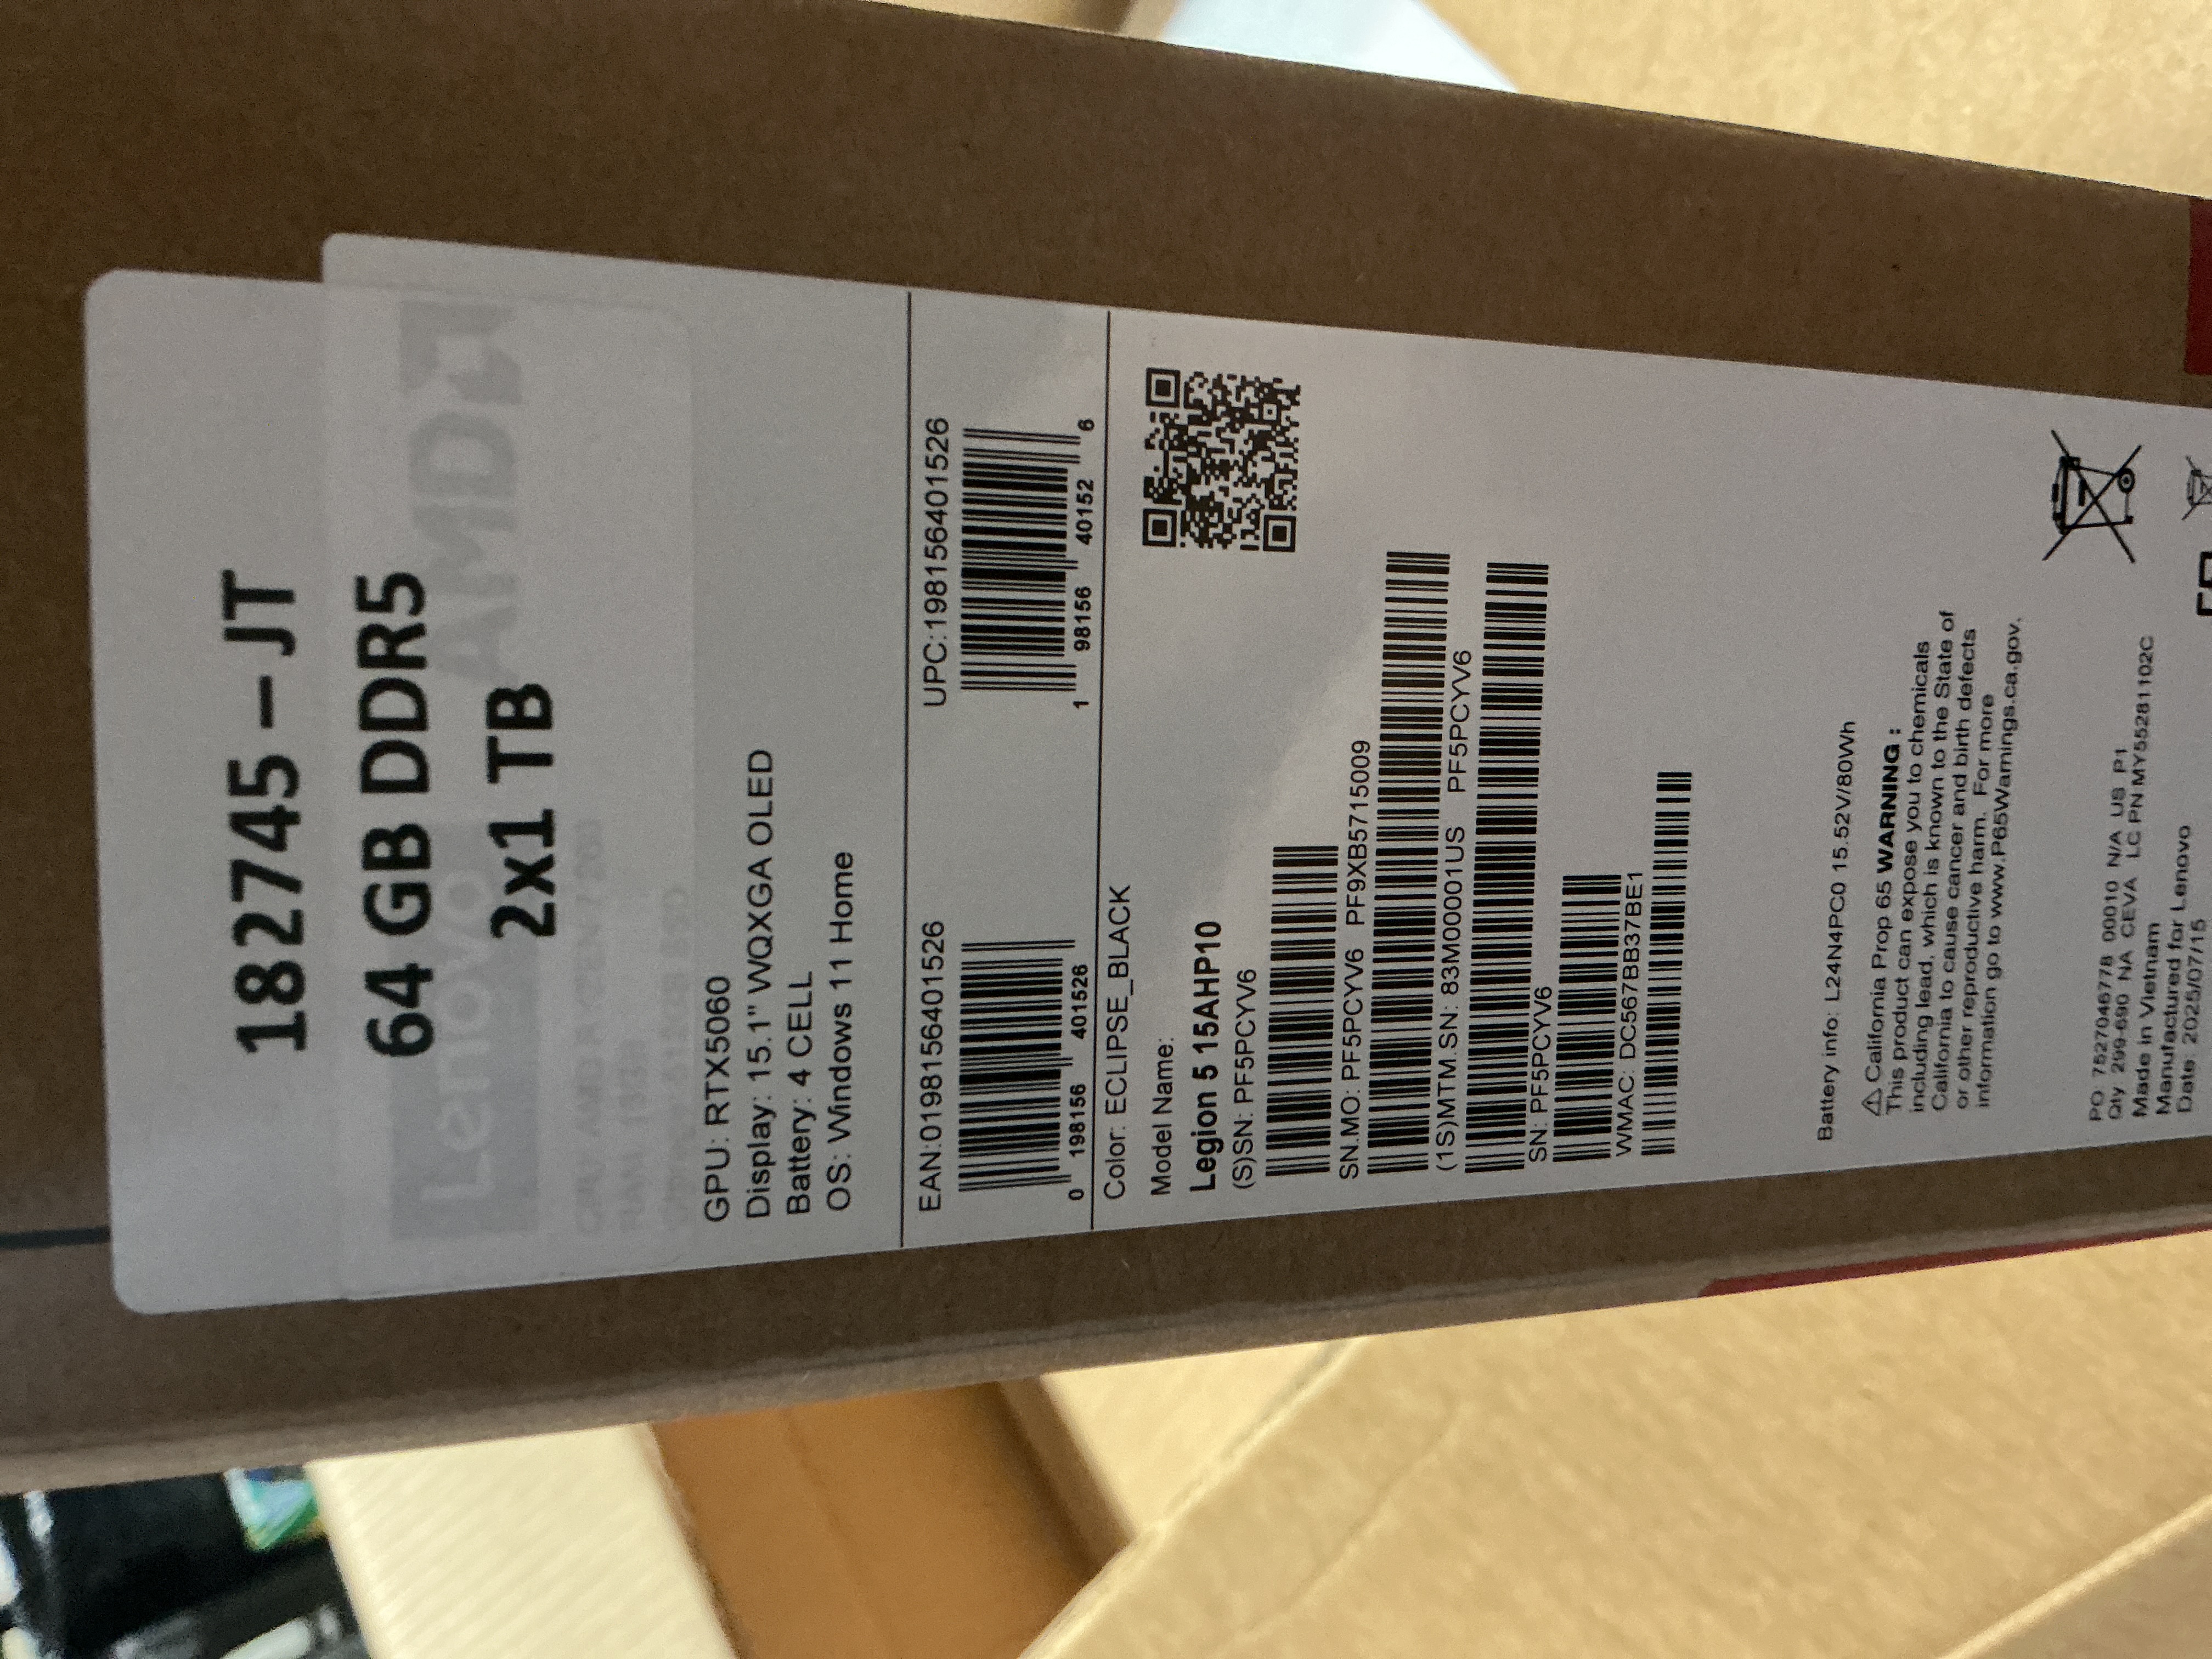 182745 – JT
64 GB DDR5
2x1 TB
Lenovo
AMD
GPU: RTX5060
Display: 15.1" WQXGA OLED
Battery: 4 CELL
OS: Windows 11 Home
EAN:0198156401526
UPC:198156401526
0 198156 401526
1 98156 40152 6
Color: ECLIPSE_BLACK
Model Name:
Legion 5 15AHP10
(S)SN: PF5PCYV6
SN.MO: PF5PCYV6 PF9XB5715009
(1S)MTM.SN: 83M00001US PF5PCYV6
SN: PF5PCYV6
WMAC: DC567BB37BE1
Battery info: L24N4PC0 15.52V/80Wh
⚠ California Prop 65 WARNING :
This product can expose you to chemicals
including lead, which is known to the State of
California to cause cancer and birth defects
or other reproductive harm. For more
information go to www.P65Warnings.ca.gov.
PO 7527046778 00010 N/A US P1
Qty 299-690 NA CEVA LC PN MY55281102C
Made in Vietnam
Manufactured for Lenovo
Date: 2025/07/15